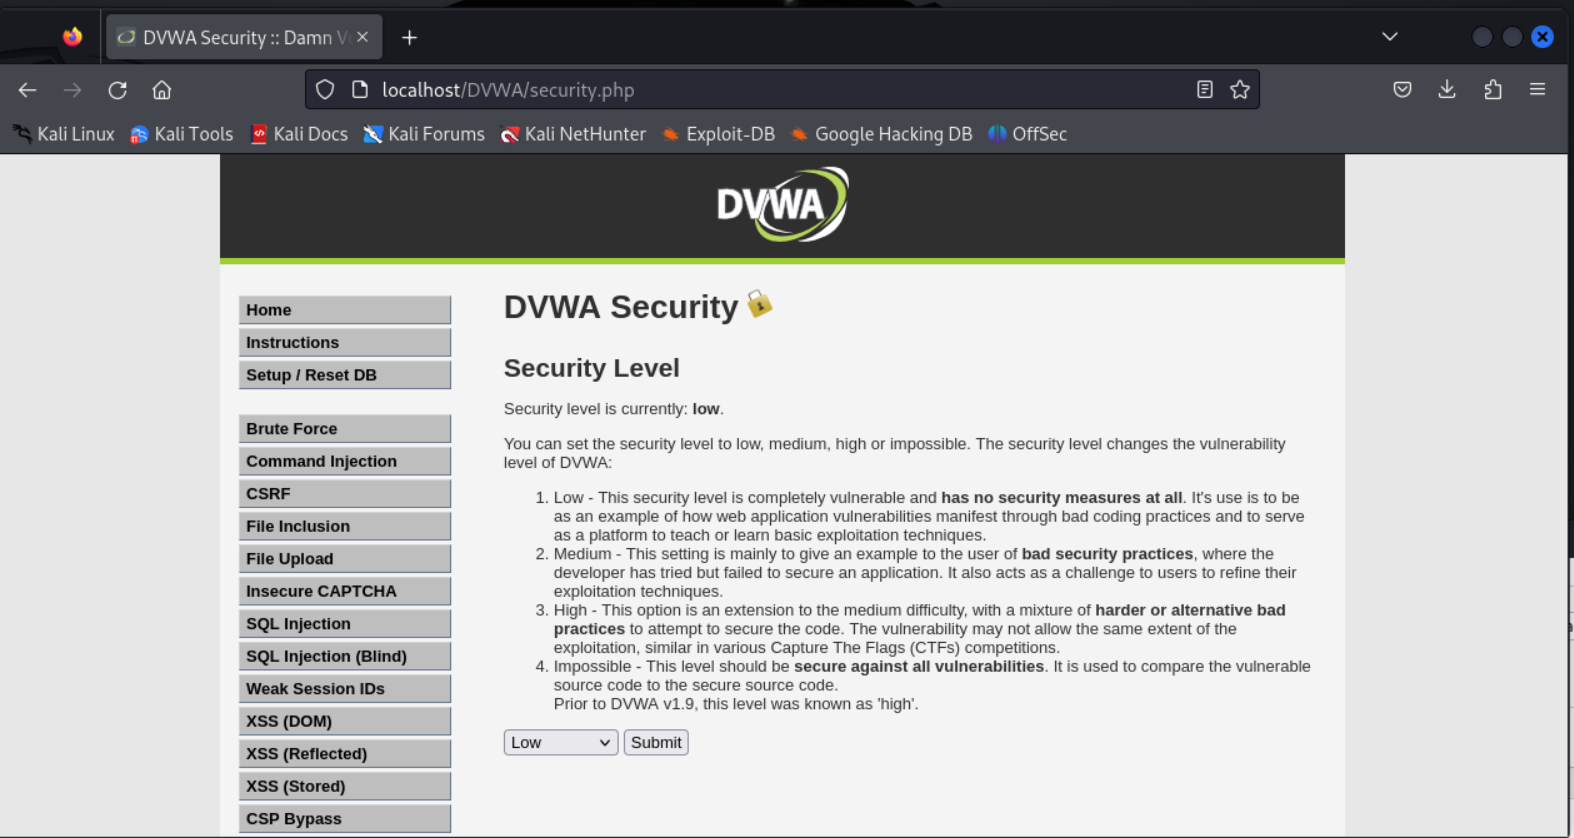 DVWA Security :: Damn V
localhost/DVWA/security.php
Kali Linux Kali Tools Kali Docs Kali Forums Kali NetHunter Exploit-DB Google Hacking DB OffSec
DVWA
Home
Instructions
Setup / Reset DB
Brute Force
Command Injection
CSRF
File Inclusion
File Upload
Insecure CAPTCHA
SQL Injection
SQL Injection (Blind)
Weak Session IDs
XSS (DOM)
XSS (Reflected)
XSS (Stored)
CSP Bypass
DVWA Security
Security Level
Security level is currently: low.
You can set the security level to low, medium, high or impossible. The security level changes the vulnerability
level of DVWA:
1. Low - This security level is completely vulnerable and has no security measures at all. It's use is to be
as an example of how web application vulnerabilities manifest through bad coding practices and to serve
as a platform to teach or learn basic exploitation techniques.
2. Medium - This setting is mainly to give an example to the user of bad security practices, where the
developer has tried but failed to secure an application. It also acts as a challenge to users to refine their
exploitation techniques.
3. High - This option is an extension to the medium difficulty, with a mixture of harder or alternative bad
practices to attempt to secure the code. The vulnerability may not allow the same extent of the
exploitation, similar in various Capture The Flags (CTFs) competitions.
4. Impossible - This level should be secure against all vulnerabilities. It is used to compare the vulnerable
source code to the secure source code.
Prior to DVWA v1.9, this level was known as 'high'.
Low Submit